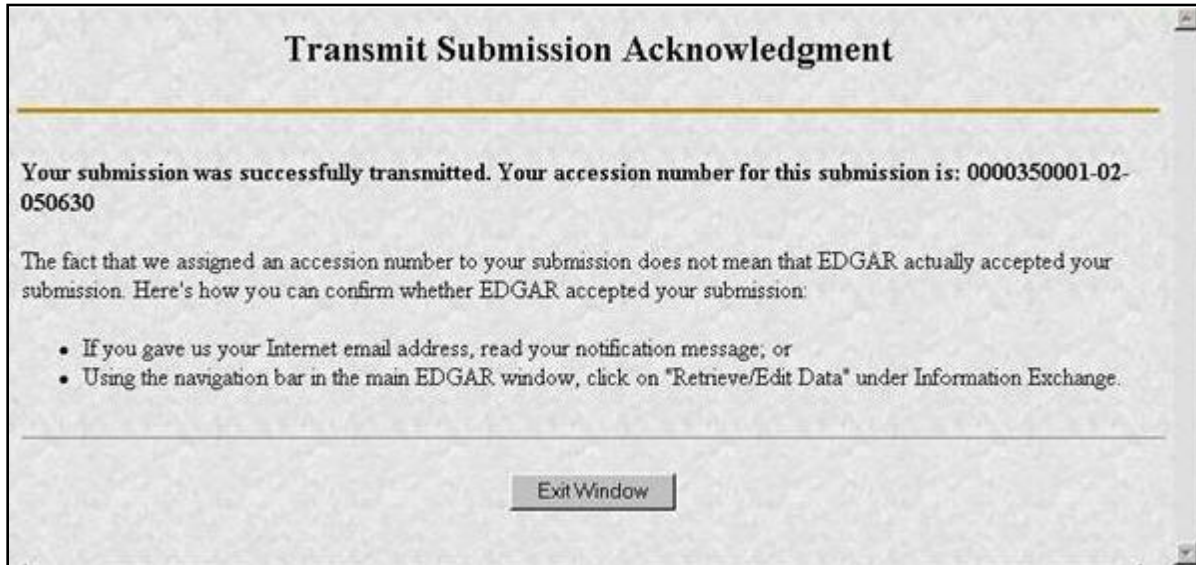 Transmit Submission Acknowledgment
Your submission was successfully transmitted. Your accession number for this submission is: 0000350001-02-
050630
The fact that we assigned an accession number to your submission does not mean that EDGAR actually accepted your
submission. Here's how you can confirm whether EDGAR accepted your submission:
• If you gave us your Internet email address, read your notification message; or
• Using the navigation bar in the main EDGAR window, click on "Retrieve/Edit Data" under Information Exchange.
Exit Window